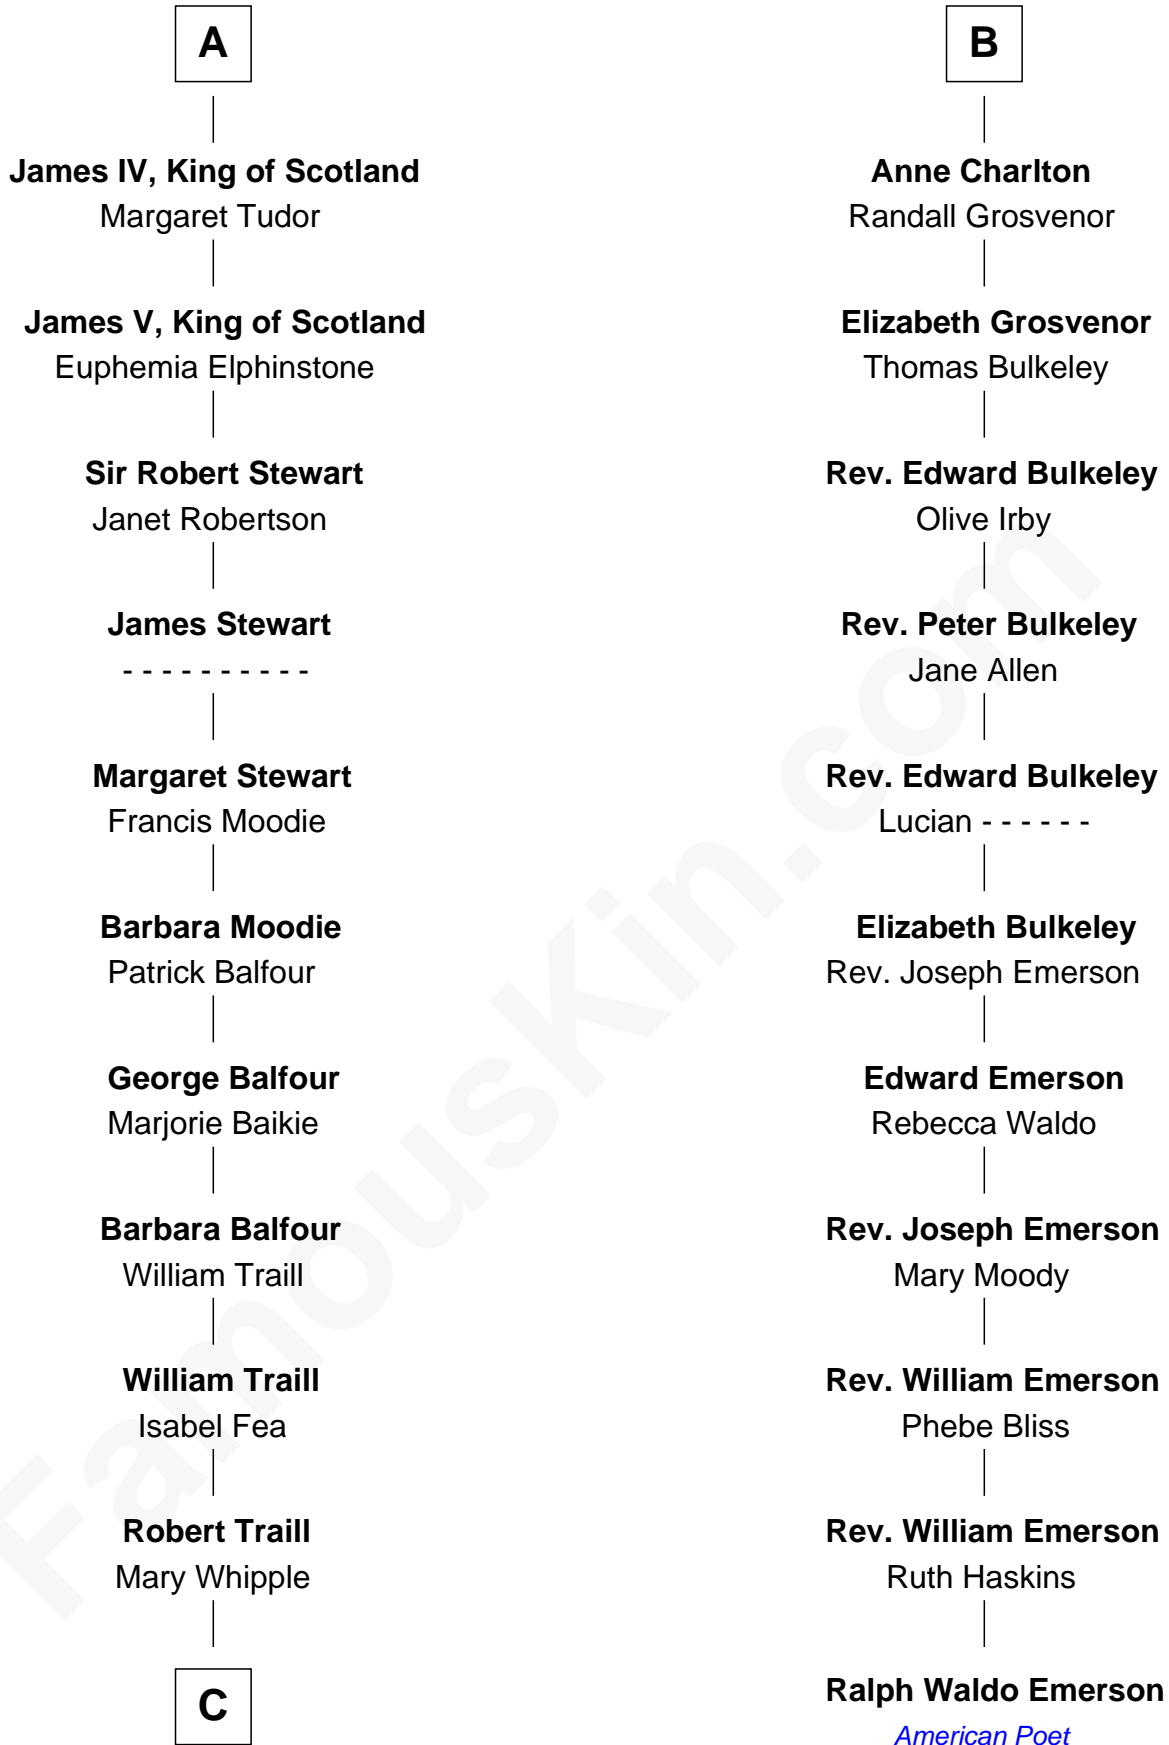 A
James IV, King of Scotland
Margaret Tudor
James V, King of Scotland
Euphemia Elphinstone
Sir Robert Stewart
Janet Robertson
James Stewart
- - - - - - - - - -
Margaret Stewart
Francis Moodie
Barbara Moodie
Patrick Balfour
George Balfour
Marjorie Baikie
Barbara Balfour
William Traill
William Traill
Isabel Fea
Robert Traill
Mary Whipple
C
B
Anne Charlton
Randall Grosvenor
Elizabeth Grosvenor
Thomas Bulkeley
Rev. Edward Bulkeley
Olive Irby
Rev. Peter Bulkeley
Jane Allen
Rev. Edward Bulkeley
Lucian - - - - - -
Elizabeth Bulkeley
Rev. Joseph Emerson
Edward Emerson
Rebecca Waldo
Rev. Joseph Emerson
Mary Moody
Rev. William Emerson
Phebe Bliss
Rev. William Emerson
Ruth Haskins
Ralph Waldo Emerson
American Poet
FamousKin.com